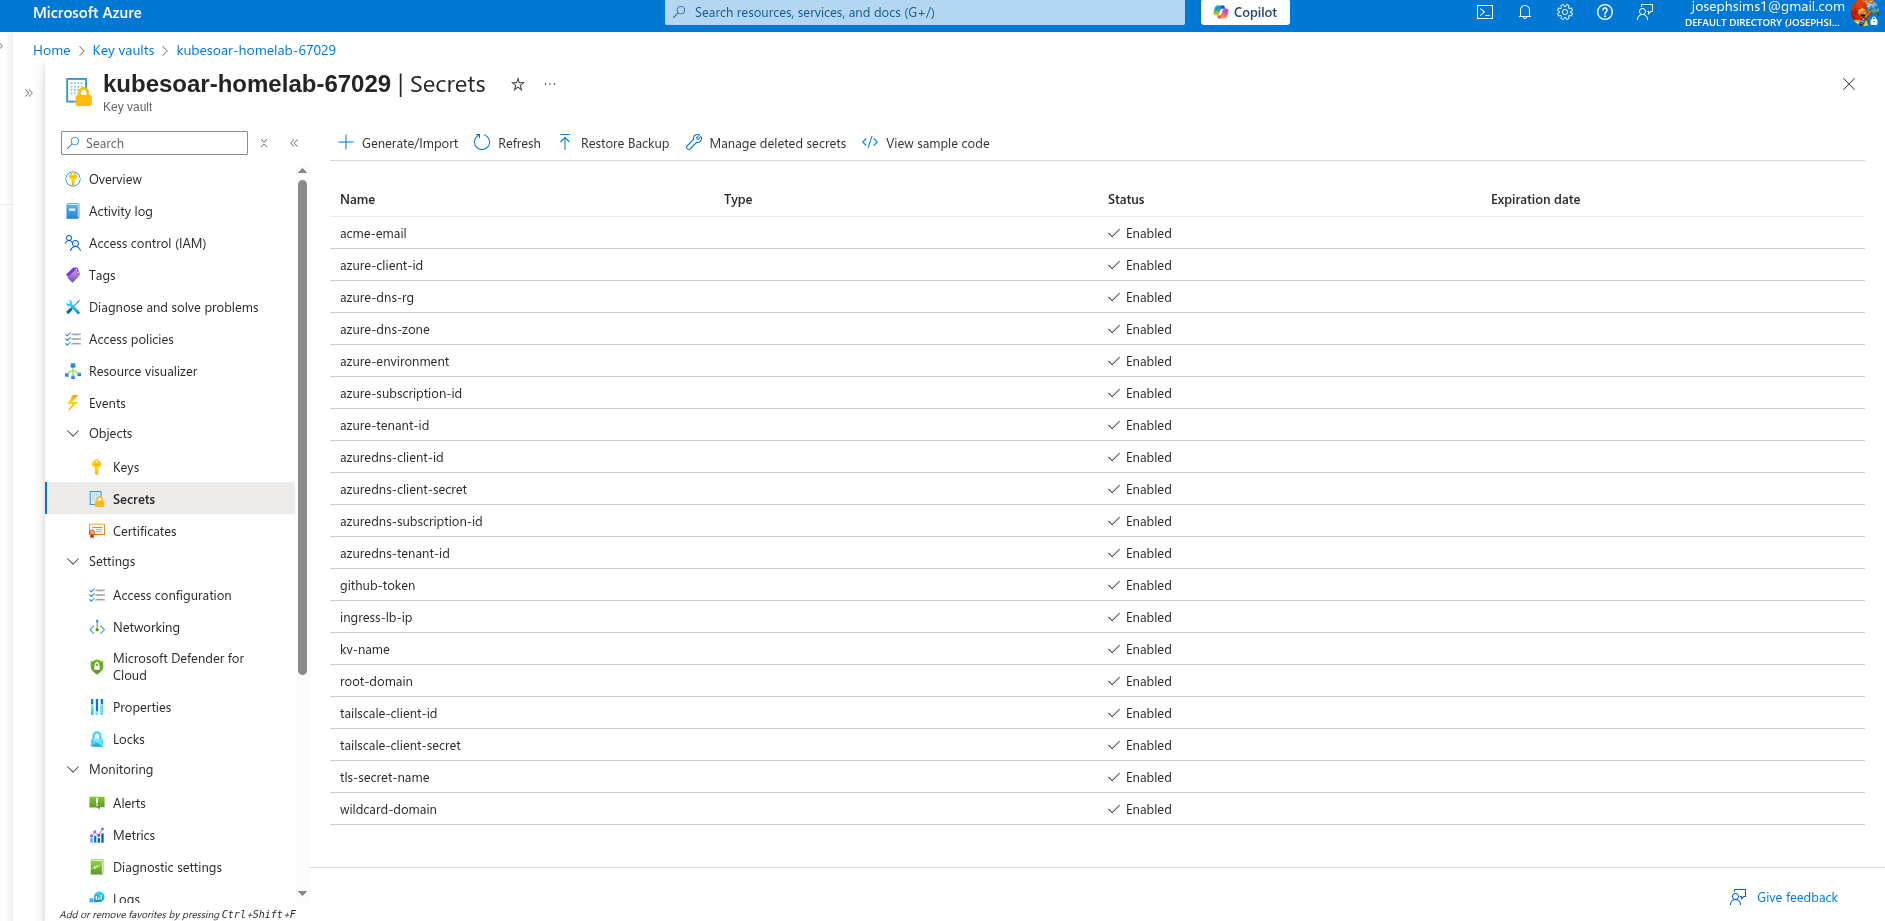 Microsoft Azure
Search resources, services, and docs (G+/)
Copilot
josephsims1@gmail.com
DEFAULT DIRECTORY (JOSEPHSI...
Home > Key vaults > kubesoar-homelab-67029
kubesoar-homelab-67029 | Secrets
Key vault
Search
Generate/Import
Refresh
Restore Backup
Manage deleted secrets
View sample code
Overview
Activity log
Access control (IAM)
Tags
Diagnose and solve problems
Access policies
Resource visualizer
Events
Objects
Keys
Secrets
Certificates
Settings
Access configuration
Networking
Microsoft Defender for
Cloud
Properties
Locks
Monitoring
Alerts
Metrics
Diagnostic settings
Logs
Add or remove favorites by pressing Ctrl+Shift+F
Name Type Status Expiration date
acme-email Enabled
azure-client-id Enabled
azure-dns-rg Enabled
azure-dns-zone Enabled
azure-environment Enabled
azure-subscription-id Enabled
azure-tenant-id Enabled
azuredns-client-id Enabled
azuredns-client-secret Enabled
azuredns-subscription-id Enabled
azuredns-tenant-id Enabled
github-token Enabled
ingress-lb-ip Enabled
kv-name Enabled
root-domain Enabled
tailscale-client-id Enabled
tailscale-client-secret Enabled
tls-secret-name Enabled
wildcard-domain Enabled
Give feedback